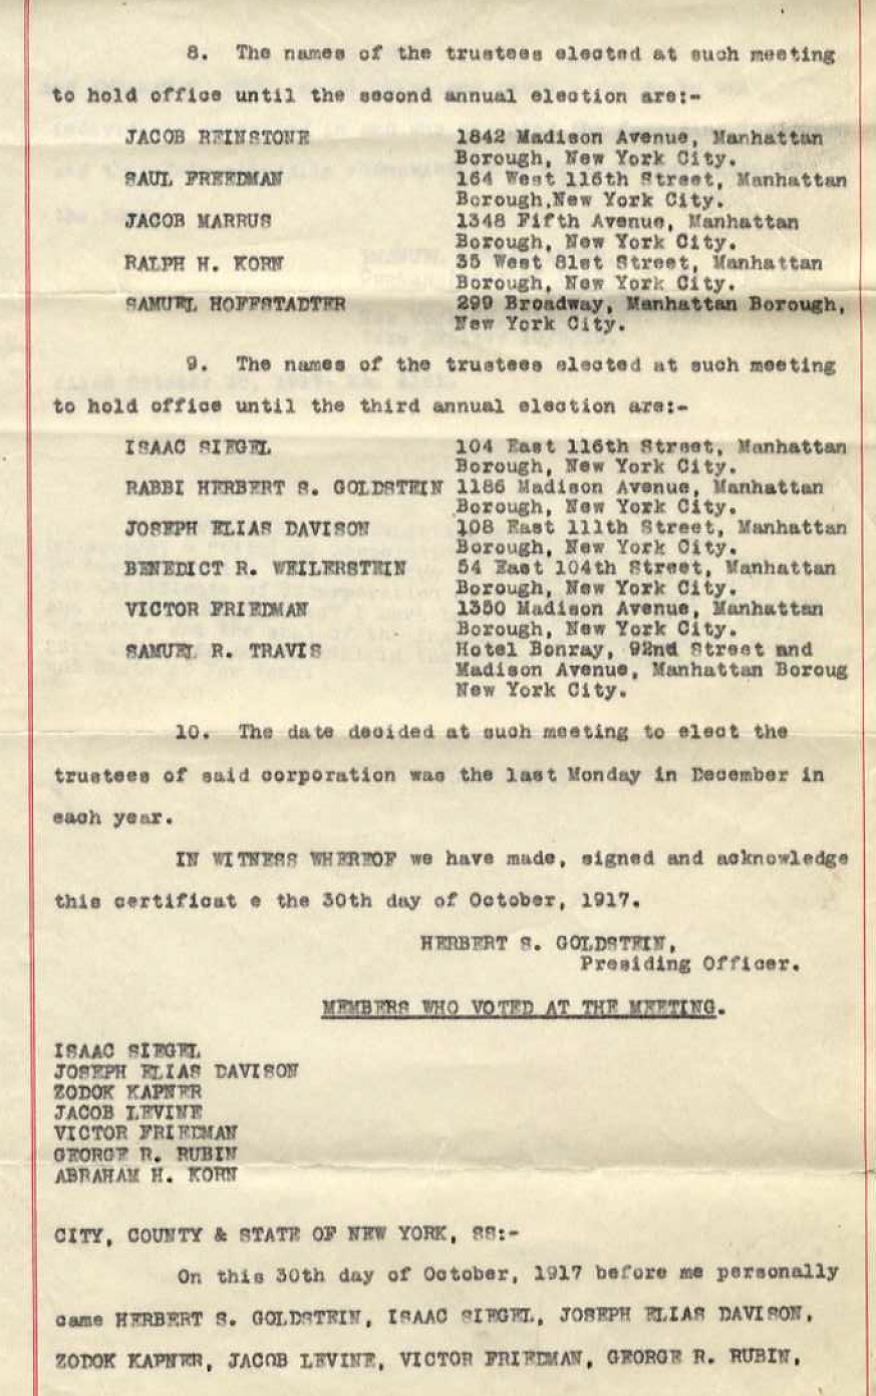 8. The names of the trustees elected at such meeting
to hold office until the second annual election are:-
JACOB REINSTONE 1842 Madison Avenue, Manhattan
Borough, New York City.
SAUL FREEDMAN 164 West 116th Street, Manhattan
Borough,New York City.
JACOB MARRUS 1348 Fifth Avenue, Manhattan
Borough, New York City.
RALPH H. KORN 35 West 81st Street, Manhattan
Borough, New York City.
SAMUEL HOFFSTADTER 299 Broadway, Manhattan Borough,
New York City.
9. The names of the trustees elected at such meeting
to hold office until the third annual election are:-
ISAAC SIEGEL 104 East 116th Street, Manhattan
Borough, New York City.
RABBI HERBERT S. GOLDSTEIN 1186 Madison Avenue, Manhattan
Borough, New York City.
JOSEPH ELIAS DAVISON 108 East 111th Street, Manhattan
Borough, New York City.
BENEDICT R. WEILERSTEIN 54 East 104th Street, Manhattan
Borough, New York City.
VICTOR FRIEDMAN 1350 Madison Avenue, Manhattan
Borough, New York City.
SAMUEL R. TRAVIS Hotel Bonray, 92nd Street and
Madison Avenue, Manhattan Boroug
New York City.
10. The date decided at such meeting to elect the
trustees of said corporation was the last Monday in December in
each year.
IN WITNESS WHEREOF we have made, signed and acknowledge
this certificat e the 30th day of October, 1917.
HERBERT S. GOLDSTEIN,
Presiding Officer.
MEMBERS WHO VOTED AT THE MEETING.
ISAAC SIEGEL
JOSEPH ELIAS DAVISON
ZODOK KAPNER
JACOB LEVINE
VICTOR FRIEDMAN
GEORGE R. RUBIN
ABRAHAM H. KORN
CITY, COUNTY & STATE OF NEW YORK, SS:-
On this 30th day of October, 1917 before me personally
came HERBERT S. GOLDSTEIN, ISAAC SIEGEL, JOSEPH ELIAS DAVISON,
ZODOK KAPNER, JACOB LEVINE, VICTOR FRIEDMAN, GEORGE R. RUBIN,